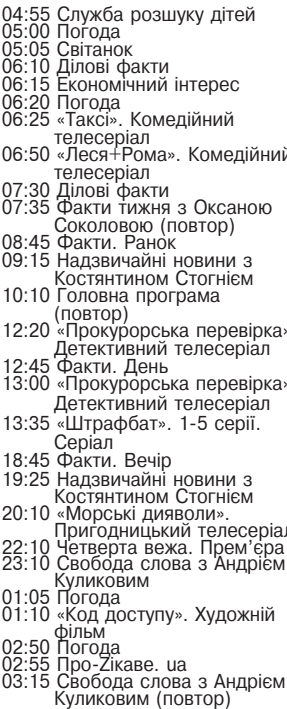 04:55 Служба розшуку дітей
05:00 Погода
05:05 Світанок
06:10 Ділові факти
06:15 Економічний інтерес
06:20 Погода
06:25 «Таксі». Комедійний
телесеріал
06:50 «Леся+Рома». Комедійний
телесеріал
07:30 Ділові факти
07:35 Факти тижня з Оксаною
Соколовою (повтор)
08:45 Факти. Ранок
09:15 Надзвичайні новини з
Костянтином Стогнієм
10:10 Головна програма
(повтор)
12:20 «Прокурорська перевірка»
Детективний телесеріал
12:45 Факти. День
13:00 «Прокурорська перевірка»
Детективний телесеріал
13:35 «Штрафбат». 1-5 серії.
Серіал
18:45 Факти. Вечір
19:25 Надзвичайні новини з
Костянтином Стогнієм
20:10 «Морські дияволи».
Пригодницький телесеріал
22:10 Четверта вежа. Прем’єра
23:10 Свобода слова з Андрієм
Куликовим
01:05 Погода
01:10 «Код доступу». Художній
фільм
02:50 Погода
02:55 Про-Zікаве. ua
03:15 Свобода слова з Андрієм
Куликовим (повтор)